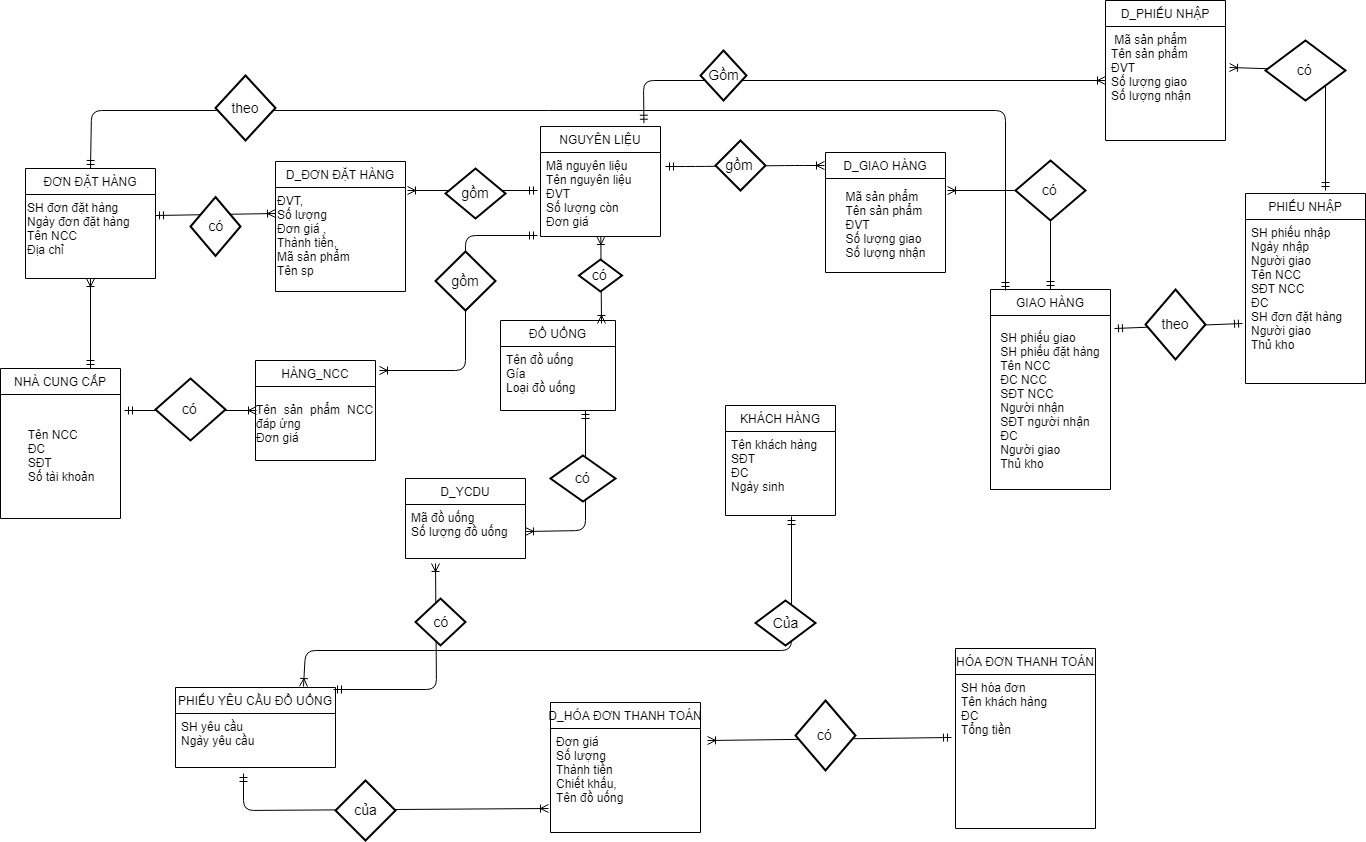 D_PHIẾU NHẬP
Mã sản phẩm
Tên sản phẩm
ĐVT
Số lượng giao
Số lượng nhận
có
Gồm
theo
NGUYÊN LIỆU
Mã nguyên liệu
Tên nguyên liệu
ĐVT
Số lượng còn
Đơn giá
gồm
D_GIAO HÀNG
Mã sản phẩm
Tên sản phẩm
ĐVT
Số lượng giao
Số lượng nhận
có
ĐƠN ĐẶT HÀNG
SH đơn đặt hàng
Ngày đơn đặt hàng
Tên NCC
Địa chỉ
có
D_ĐƠN ĐẶT HÀNG
ĐVT,
Số lượng
Đơn giá
Thành tiền,
Mã sản phẩm
Tên sp
gồm
PHIẾU NHẬP
SH phiếu nhập
Ngày nhập
Người giao
Tên NCC
SĐT NCC
ĐC
SH đơn đặt hàng
Người giao
Thủ kho
gồm
có
GIAO HÀNG
SH phiếu giao
SH phiếu đặt hàng
Tên NCC
ĐC NCC
SĐT NCC
Người nhận
SĐT người nhận
ĐC
Người giao
Thủ kho
theo
ĐỒ UỐNG
Tên đồ uống
Gía
Loại đồ uống
NHÀ CUNG CẤP
Tên NCC
ĐC
SĐT
Số tài khoản
có
HÀNG_NCC
Tên sản phẩm NCC
đáp ứng
Đơn giá
KHÁCH HÀNG
Tên khách hàng
SĐT
ĐC
Ngày sinh
có
D_YCDU
Mã đồ uống
Số lượng đồ uống
có
Của
PHIẾU YÊU CẦU ĐỒ UỐNG
SH yêu cầu
Ngày yêu cầu
của
D_HÓA ĐƠN THANH TOÁN
Đơn giá
Số lượng
Thành tiền
Chiết khấu,
Tên đồ uống
có
HÓA ĐƠN THANH TOÁN
SH hóa đơn
Tên khách hàng
ĐC
Tổng tiền